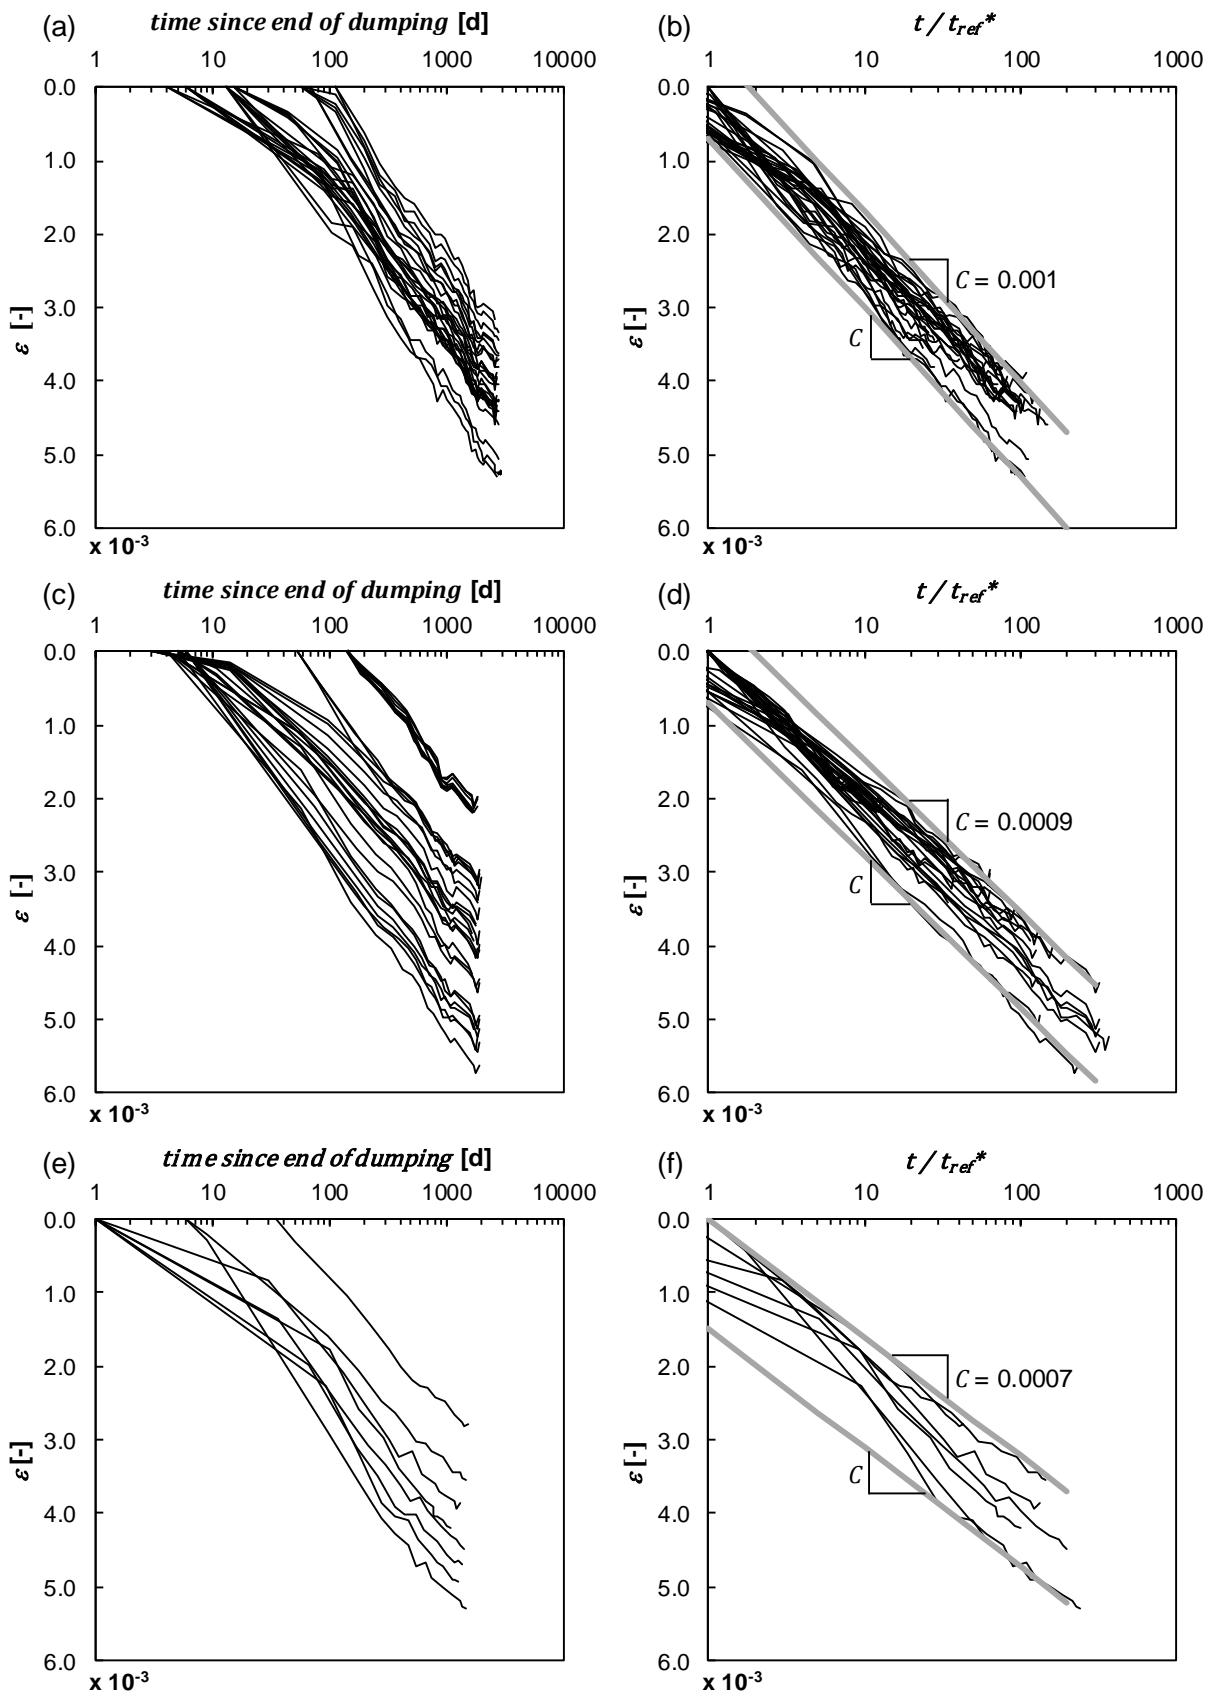 (a) time since end of dumping [d]
1 10 100 1000 10000
0.0
1.0
2.0
3.0
4.0
5.0
6.0
ε [-]
x 10-3
(b) t / tref*
1 10 100 1000
0.0
1.0
2.0
3.0
4.0
5.0
6.0
ε [-]
C = 0.001
C
x 10-3
(c) time since end of dumping [d]
1 10 100 1000 10000
0.0
1.0
2.0
3.0
4.0
5.0
6.0
ε [-]
x 10-3
(d) t / tref*
1 10 100 1000
0.0
1.0
2.0
3.0
4.0
5.0
6.0
ε [-]
C = 0.0009
C
x 10-3
(e) time since end of dumping [d]
1 10 100 1000 10000
0.0
1.0
2.0
3.0
4.0
5.0
6.0
ε [-]
x 10-3
(f) t / tref*
1 10 100 1000
0.0
1.0
2.0
3.0
4.0
5.0
6.0
ε [-]
C = 0.0007
C
x 10-3